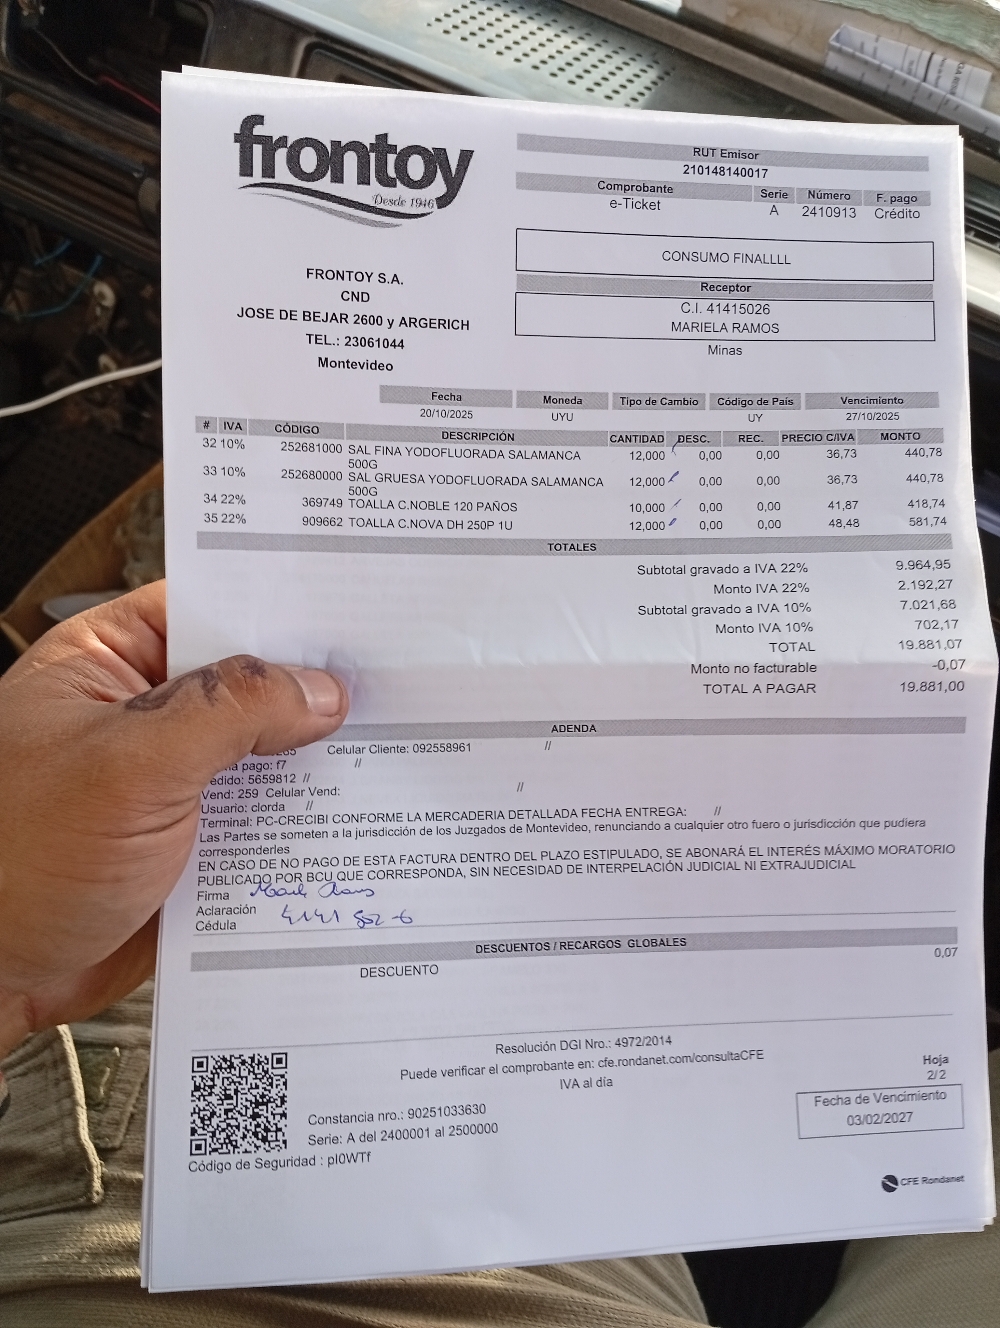 frontoy
Desde 1946
RUT Emisor
210148140017
Comprobante Serie Número F. pago
e-Ticket A 2410913 Crédito
CONSUMO FINALLLL
Receptor
C.I. 41415026
MARIELA RAMOS
Minas
FRONTOY S.A.
CND
JOSE DE BEJAR 2600 y ARGERICH
TEL.: 23061044
Montevideo
Fecha Moneda Tipo de Cambio Código de País Vencimiento
20/10/2025 UYU UY 27/10/2025
# IVA CÓDIGO DESCRIPCIÓN CANTIDAD DESC. REC. PRECIO C/IVA MONTO
32 10% 252681000 SAL FINA YODOFLUORADA SALAMANCA 12,000 0,00 0,00 36,73 440,78
500G
33 10% 252680000 SAL GRUESA YODOFLUORADA SALAMANCA 12,000 0,00 0,00 36,73 440,78
500G
34 22% 369749 TOALLA C.NOBLE 120 PAÑOS 10,000 0,00 0,00 41,87 418,74
35 22% 909662 TOALLA C.NOVA DH 250P 1U 12,000 0,00 0,00 48,48 581,74
TOTALES
Subtotal gravado a IVA 22% 9.964,95
Monto IVA 22% 2.192,27
Subtotal gravado a IVA 10% 7.021,68
Monto IVA 10% 702,17
TOTAL 19.881,07
Monto no facturable -0,07
TOTAL A PAGAR 19.881,00
ADENDA
Celular Cliente: 092558961 //
pago: f7 //
edido: 5659812 //
Vend: 259 Celular Vend: //
Usuario: clorda //
Terminal: PC-CRECIBI CONFORME LA MERCADERIA DETALLADA FECHA ENTREGA: //
Las Partes se someten a la jurisdicción de los Juzgados de Montevideo, renunciando a cualquier otro fuero o jurisdicción que pudiera
corresponderles
EN CASO DE NO PAGO DE ESTA FACTURA DENTRO DEL PLAZO ESTIPULADO, SE ABONARÁ EL INTERÉS MÁXIMO MORATORIO
PUBLICADO POR BCU QUE CORRESPONDA, SIN NECESIDAD DE INTERPELACIÓN JUDICIAL NI EXTRAJUDICIAL
Firma
Aclaración
Cédula
DESCUENTOS / RECARGOS GLOBALES
DESCUENTO 0,07
Resolución DGI Nro.: 4972/2014
Puede verificar el comprobante en: cfe.rondanet.com/consultaCFE
IVA al día
Hoja
2/2
Fecha de Vencimiento
03/02/2027
Constancia nro.: 90251033630
Serie: A del 2400001 al 2500000
Código de Seguridad : pI0WTf
CFE Rondanet